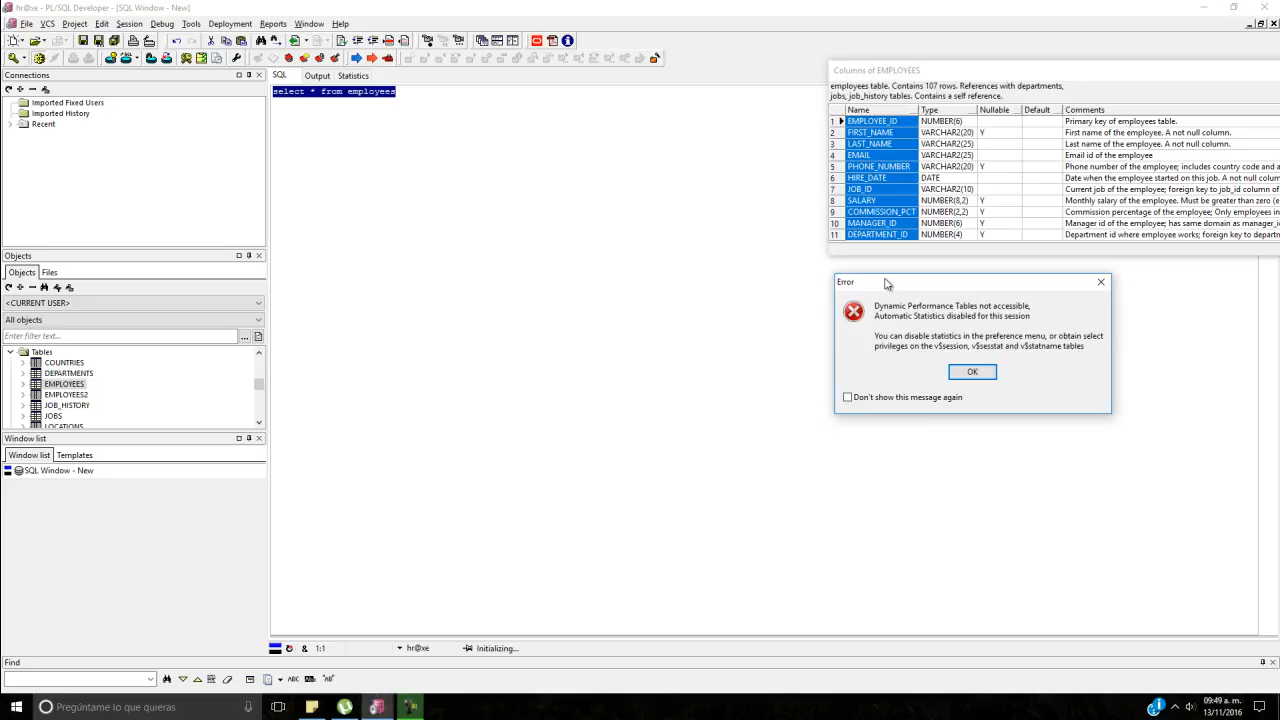 hr@xe - PL/SQL Developer - [SQL Window - New]
File VCS Project Edit Session Debug Tools Deployment Reports Window Help
Connections
Imported Fixed Users
Imported History
Recent
Objects
Objects Files
<CURRENT USER>
All objects
Enter filter text...
Tables
COUNTRIES
DEPARTMENTS
EMPLOYEES
EMPLOYEES2
JOB_HISTORY
JOBS
LOCATIONS
Window list
Window list Templates
SQL Window - New
SQL Output Statistics
select * from employees
Columns of EMPLOYEES
employees table. Contains 107 rows. References with departments,
jobs, job_history tables. Contains a self reference.
Name Type Nullable Default Comments
1 EMPLOYEE_ID NUMBER(6) Primary key of employees table.
2 FIRST_NAME VARCHAR2(20) Y First name of the employee. A not null column.
3 LAST_NAME VARCHAR2(25) Last name of the employee. A not null column.
4 EMAIL VARCHAR2(25) Email id of the employee
5 PHONE_NUMBER VARCHAR2(20) Y Phone number of the employee; includes country code and a
6 HIRE_DATE DATE Date when the employee started on this job. A not null colum
7 JOB_ID VARCHAR2(10) Current job of the employee; foreign key to job_id column of
8 SALARY NUMBER(8,2) Y Monthly salary of the employee. Must be greater than zero (e
9 COMMISSION_PCT NUMBER(2,2) Y Commission percentage of the employee; Only employees in
10 MANAGER_ID NUMBER(6) Y Manager id of the employee; has same domain as manager_i
11 DEPARTMENT_ID NUMBER(4) Y Department id where employee works; foreign key to depart
Error
Dynamic Performance Tables not accessible,
Automatic Statistics disabled for this session
You can disable statistics in the preference menu, or obtain select
privileges on the v$session, v$sesstat and v$statname tables
OK
Don't show this message again
& 1:1 hr@xe Initializing...
Find
ABC "AB"
Pregúntame lo que quieras
09:49 a. m.
13/11/2016